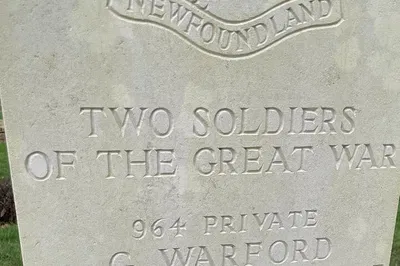 NEWFOUNDLAND
TWO SOLDIERS
OF THE GREAT WAR
964 PRIVATE
G. WARFORD